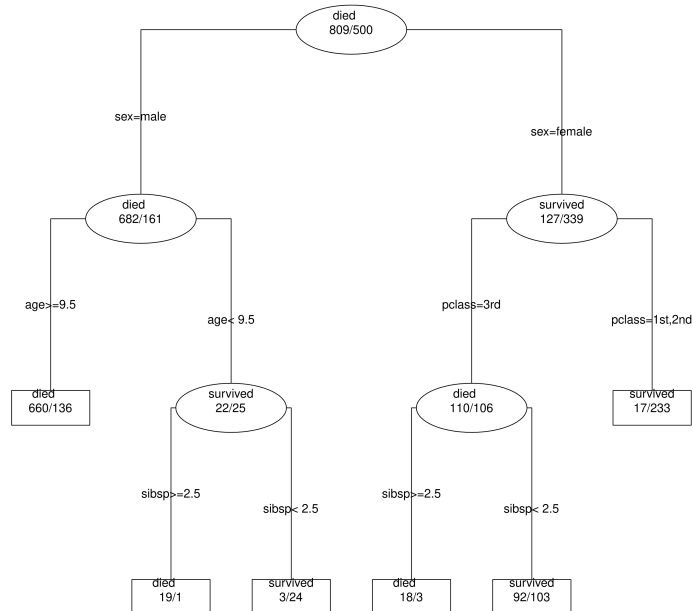 died
809/500
sex=male
sex=female
died
682/161
survived
127/339
age>=9.5
age< 9.5
pclass=3rd
pclass=1st,2nd
died
660/136
survived
22/25
died
110/106
survived
17/233
sibsp>=2.5
sibsp< 2.5
sibsp>=2.5
sibsp< 2.5
died
19/1
survived
3/24
died
18/3
survived
92/103